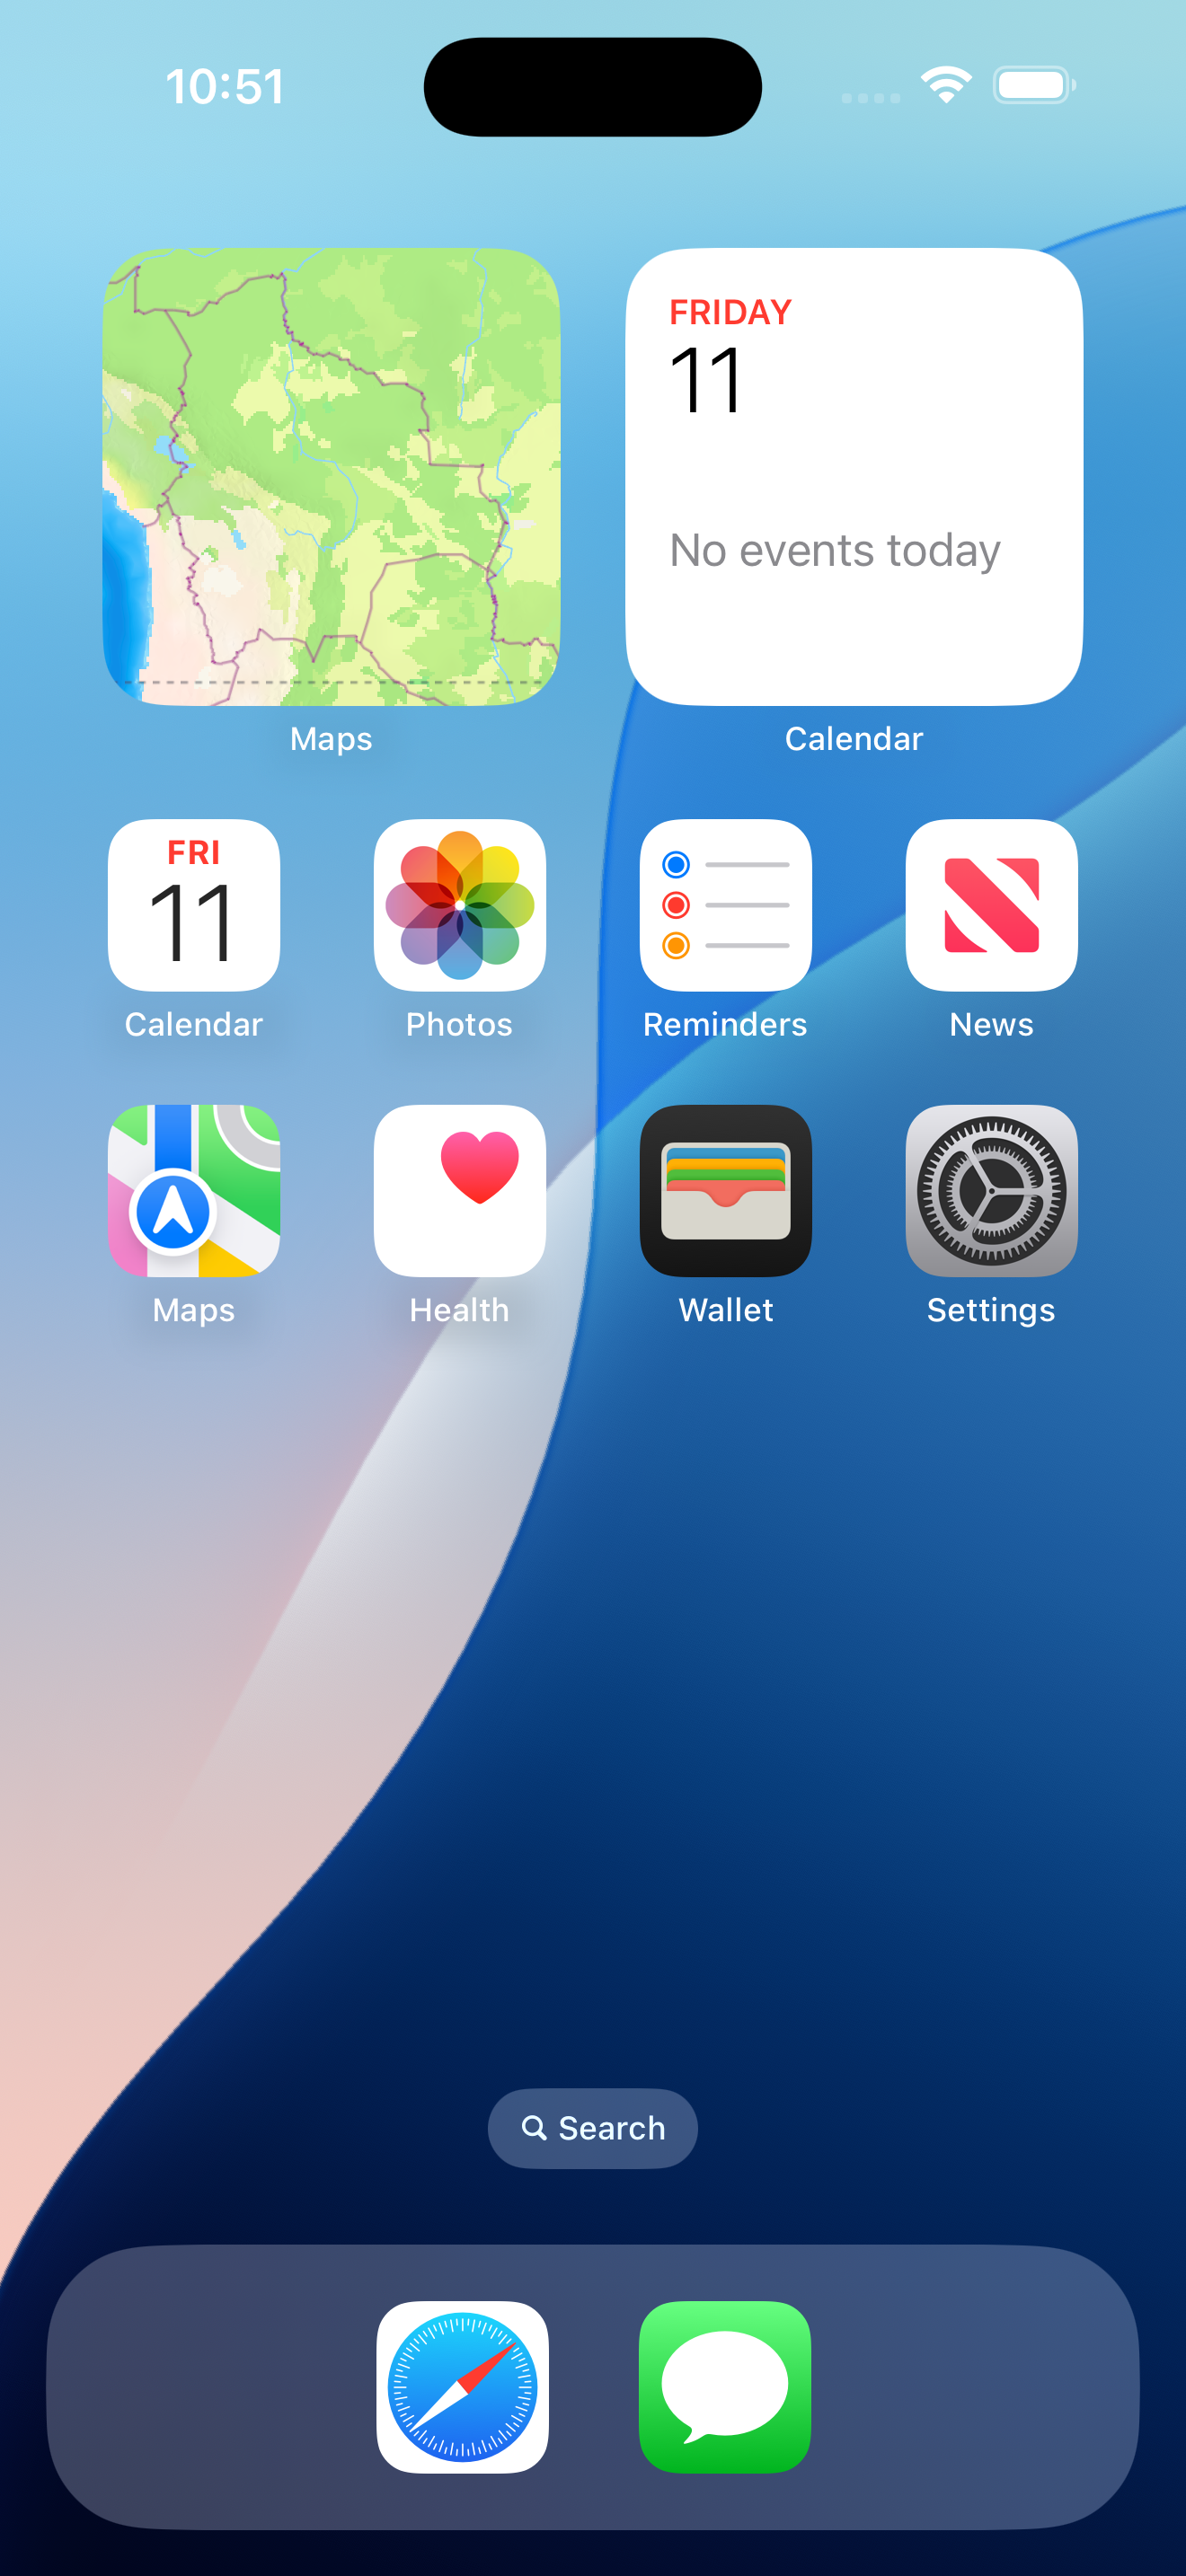 10:51
FRIDAY
11
No events today
Maps
Calendar
FRI
11
Calendar
Photos
Reminders
News
Maps
Health
Wallet
Settings
Search